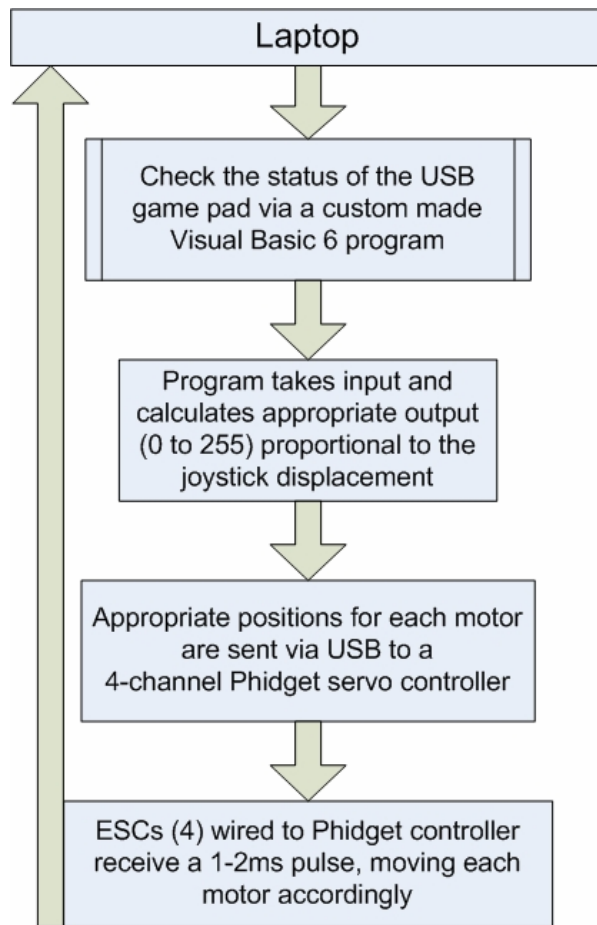 Laptop
Check the status of the USB
game pad via a custom made
Visual Basic 6 program
Program takes input and
calculates appropriate output
(0 to 255) proportional to the
joystick displacement
Appropriate positions for each motor
are sent via USB to a
4-channel Phidget servo controller
ESCs (4) wired to Phidget controller
receive a 1-2ms pulse, moving each
motor accordingly